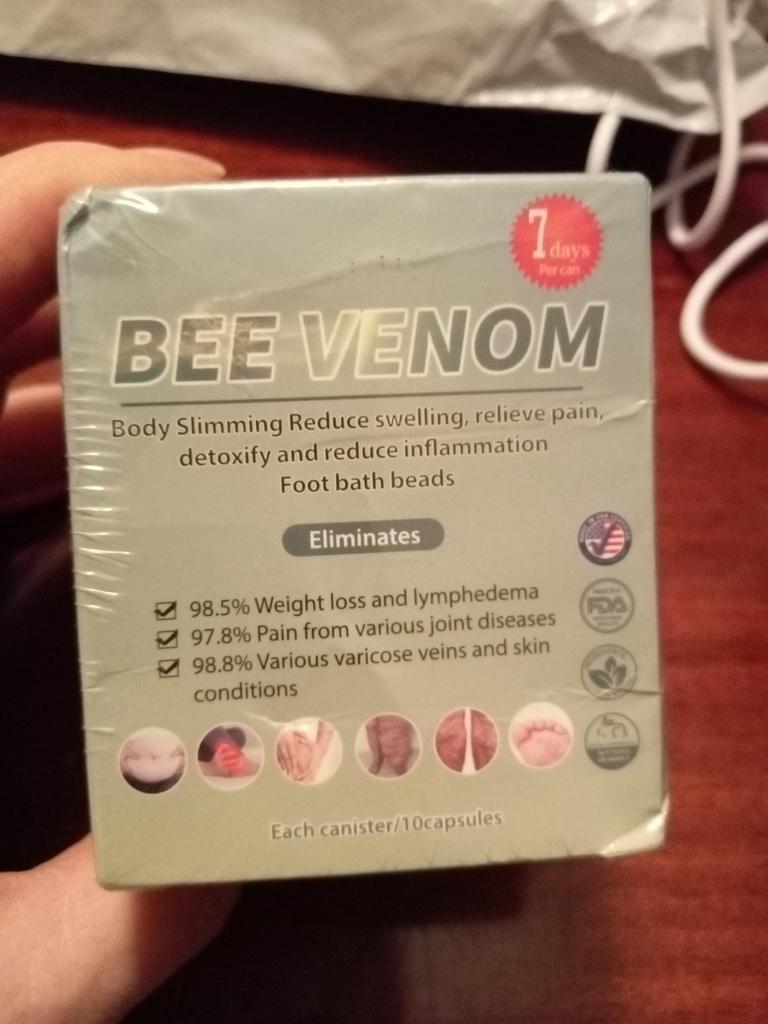 7
days
Per can
BEE VENOM
Body Slimming Reduce swelling, relieve pain,
detoxify and reduce inflammation
Foot bath beads
Eliminates
98.5% Weight loss and lymphedema
97.8% Pain from various joint diseases
98.8% Various varicose veins and skin
conditions
FDA
Each canister/10capsules